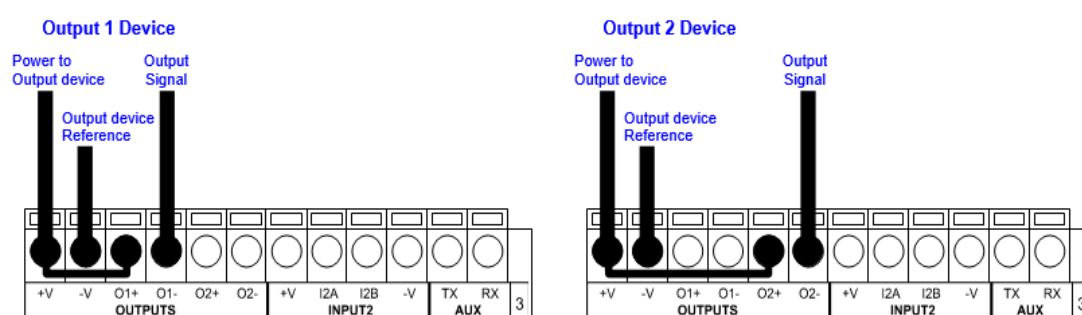 Output 1 Device
Power to
Output device
Output
Signal
Output device
Reference
+V -V O1+ O1- O2+ O2- +V I2A I2B -V TX RX
OUTPUTS INPUT2 AUX 3
Output 2 Device
Power to
Output device
Output
Signal
Output device
Reference
+V -V O1+ O1- O2+ O2- +V I2A I2B -V TX RX
OUTPUTS INPUT2 AUX 3